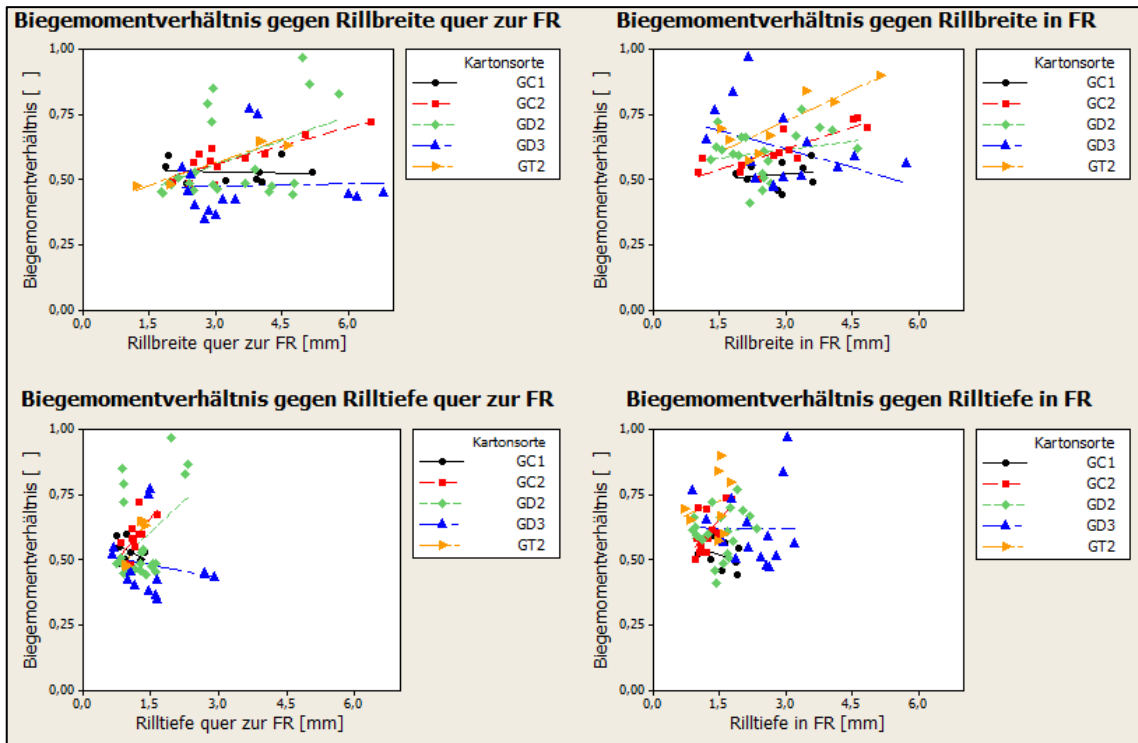 Biegemomentverhältnis gegen Rillbreite quer zur FR
Biegemomentverhältnis [ ]
1,00
0,75
0,50
0,25
0,00
0,0 1,5 3,0 4,5 6,0
Rillbreite quer zur FR [mm]
Kartonsorte
GC1
GC2
GD2
GD3
GT2
Biegemomentverhältnis gegen Rillbreite in FR
Biegemomentverhältnis [ ]
1,00
0,75
0,50
0,25
0,00
0,0 1,5 3,0 4,5 6,0
Rillbreite in FR [mm]
Kartonsorte
GC1
GC2
GD2
GD3
GT2
Biegemomentverhältnis gegen Rilltiefe quer zur FR
Biegemomentverhältnis [ ]
1,00
0,75
0,50
0,25
0,00
0,0 1,5 3,0 4,5 6,0
Rilltiefe quer zur FR [mm]
Kartonsorte
GC1
GC2
GD2
GD3
GT2
Biegemomentverhältnis gegen Rilltiefe in FR
Biegemomentverhältnis [ ]
1,00
0,75
0,50
0,25
0,00
0,0 1,5 3,0 4,5 6,0
Rilltiefe in FR [mm]
Kartonsorte
GC1
GC2
GD2
GD3
GT2